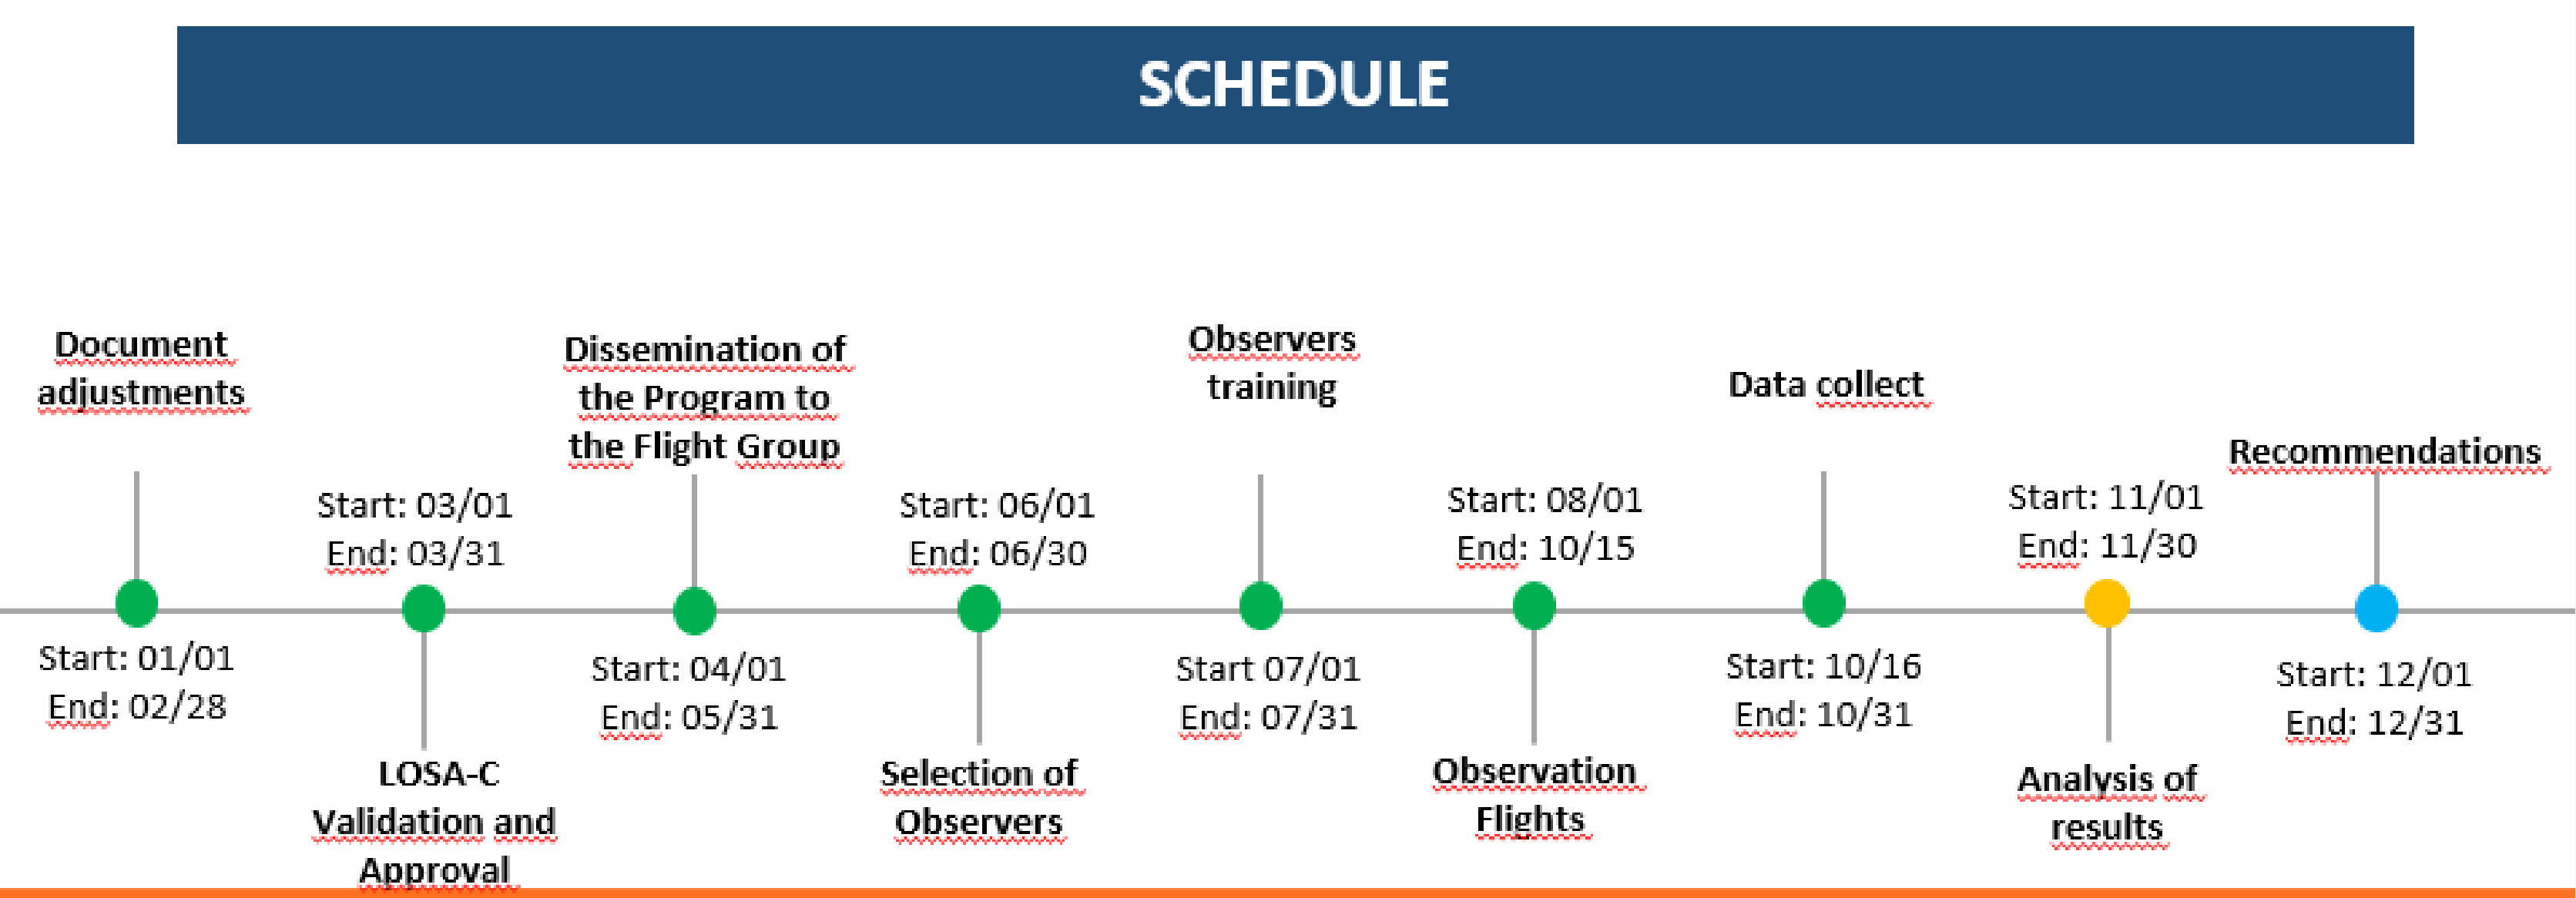 SCHEDULE
Document
adjustments
Start: 01/01
End: 02/28
Start: 03/01
End: 03/31
LOSA-C
Validation and
Approval
Dissemination of
the Program to
the Flight Group
Start: 04/01
End: 05/31
Start: 06/01
End: 06/30
Selection of
Observers
Observers
training
Start 07/01
End: 07/31
Start: 08/01
End: 10/15
Observation
Flights
Data collect
Start: 10/16
End: 10/31
Start: 11/01
End: 11/30
Analysis of
results
Recommendations
Start: 12/01
End: 12/31